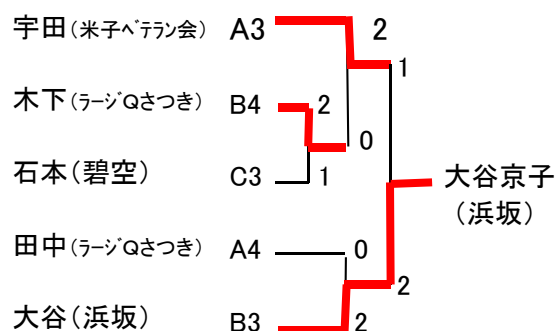 宇田(米子ベテラン会) A3 2
1
木下(ラージQさつき) B4 2
0
石本(碧空) C3 1
大谷京子
(浜坂)
田中(ラージQさつき) A4 0
2
大谷(浜坂) B3 2